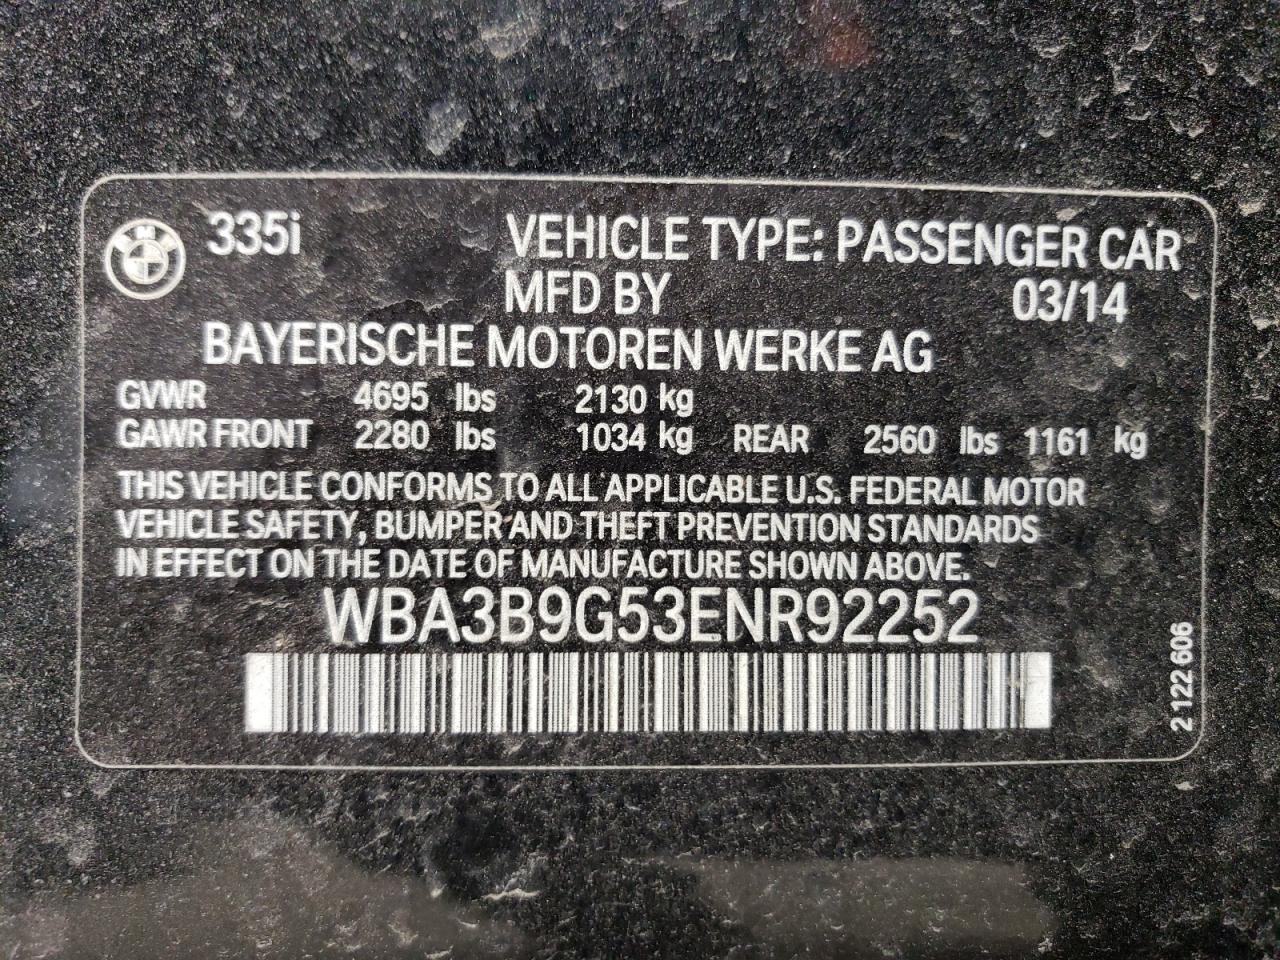 BMW 335i VEHICLE TYPE: PASSENGER CAR
MFD BY 03/14
BAYERISCHE MOTOREN WERKE AG
GVWR 4695 lbs 2130 kg
GAWR FRONT 2280 lbs 1034 kg REAR 2560 lbs 1161 kg
THIS VEHICLE CONFORMS TO ALL APPLICABLE U.S. FEDERAL MOTOR
VEHICLE SAFETY, BUMPER AND THEFT PREVENTION STANDARDS
IN EFFECT ON THE DATE OF MANUFACTURE SHOWN ABOVE.
WBA3B9G53ENR92252
2 122 606